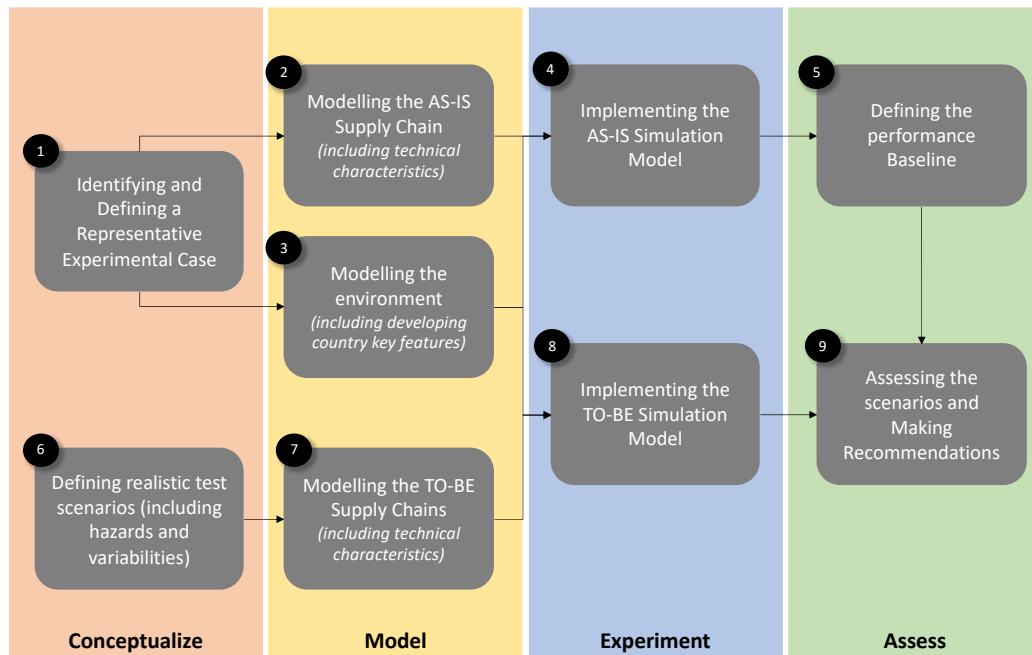 1
Identifying and
Defining a
Representative
Experimental Case
2
Modelling the AS-IS
Supply Chain
(including technical
characteristics)
3
Modelling the
environment
(including developing
country key features)
4
Implementing the
AS-IS Simulation
Model
5
Defining the
performance
Baseline
6
Defining realistic test
scenarios (including
hazards and
variabilities)
7
Modelling the TO-BE
Supply Chains
(including technical
characteristics)
8
Implementing the
TO-BE Simulation
Model
9
Assessing the
scenarios and
Making
Recommendations
Conceptualize
Model
Experiment
Assess